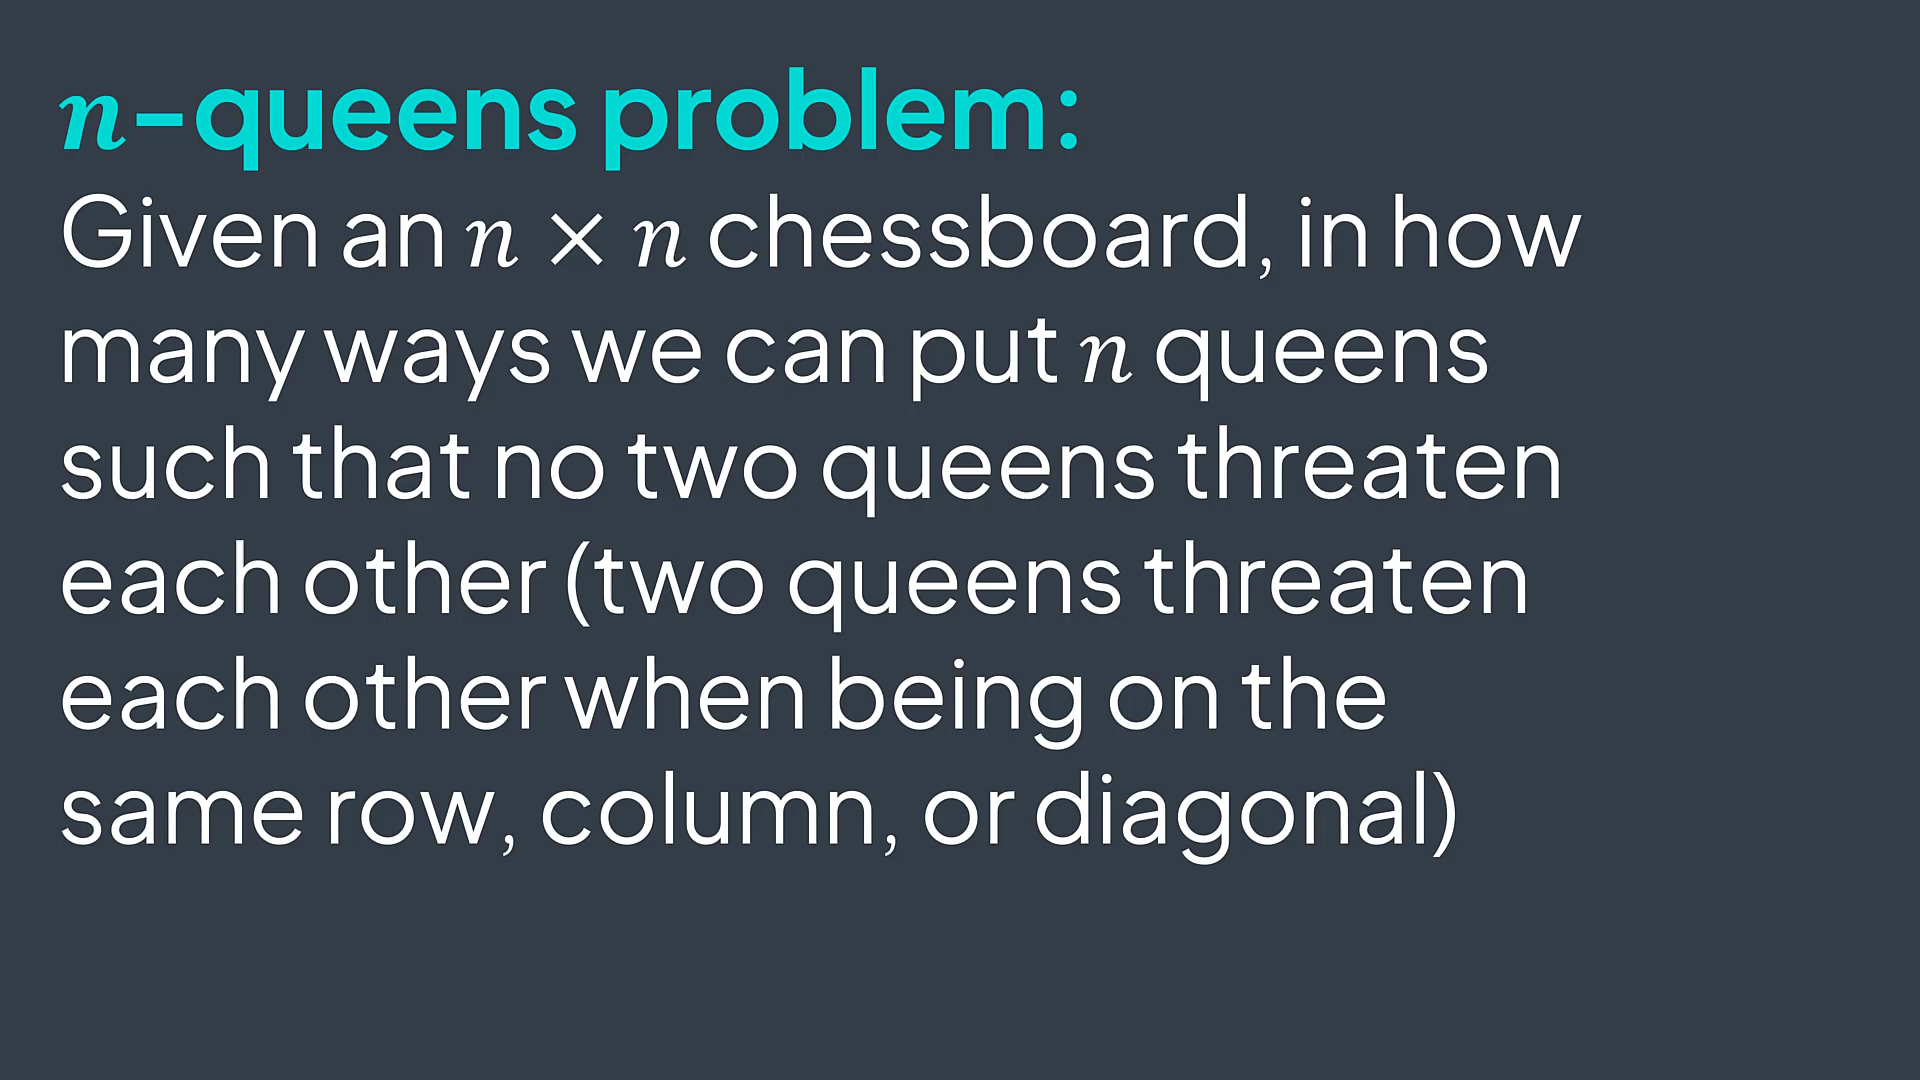 n-queens problem:
Given an n × n chessboard, in how
many ways we can put n queens
such that no two queens threaten
each other (two queens threaten
each other when being on the
same row, column, or diagonal)